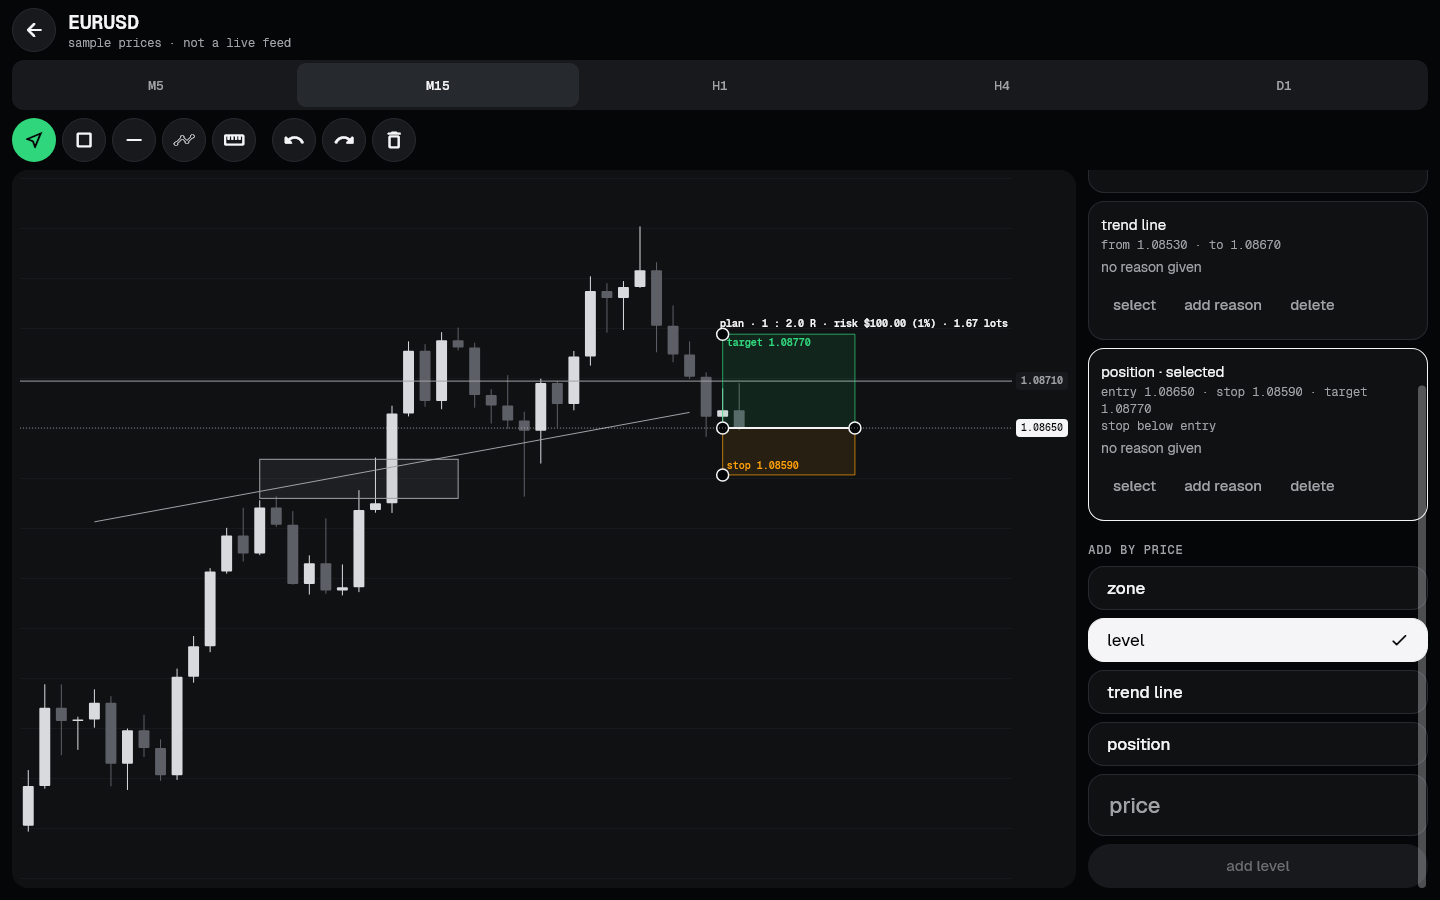 EURUSD
sample prices · not a live feed
M5
M15
H1
H4
D1
plan · 1 : 2.0 R · risk $100.00 (1%) · 1.67 lots
target 1.08770
1.08710
1.08650
stop 1.08590
trend line
from 1.08530 · to 1.08670
no reason given
select
add reason
delete
position · selected
entry 1.08650 · stop 1.08590 · target
1.08770
stop below entry
no reason given
select
add reason
delete
ADD BY PRICE
zone
level
trend line
position
price
add level